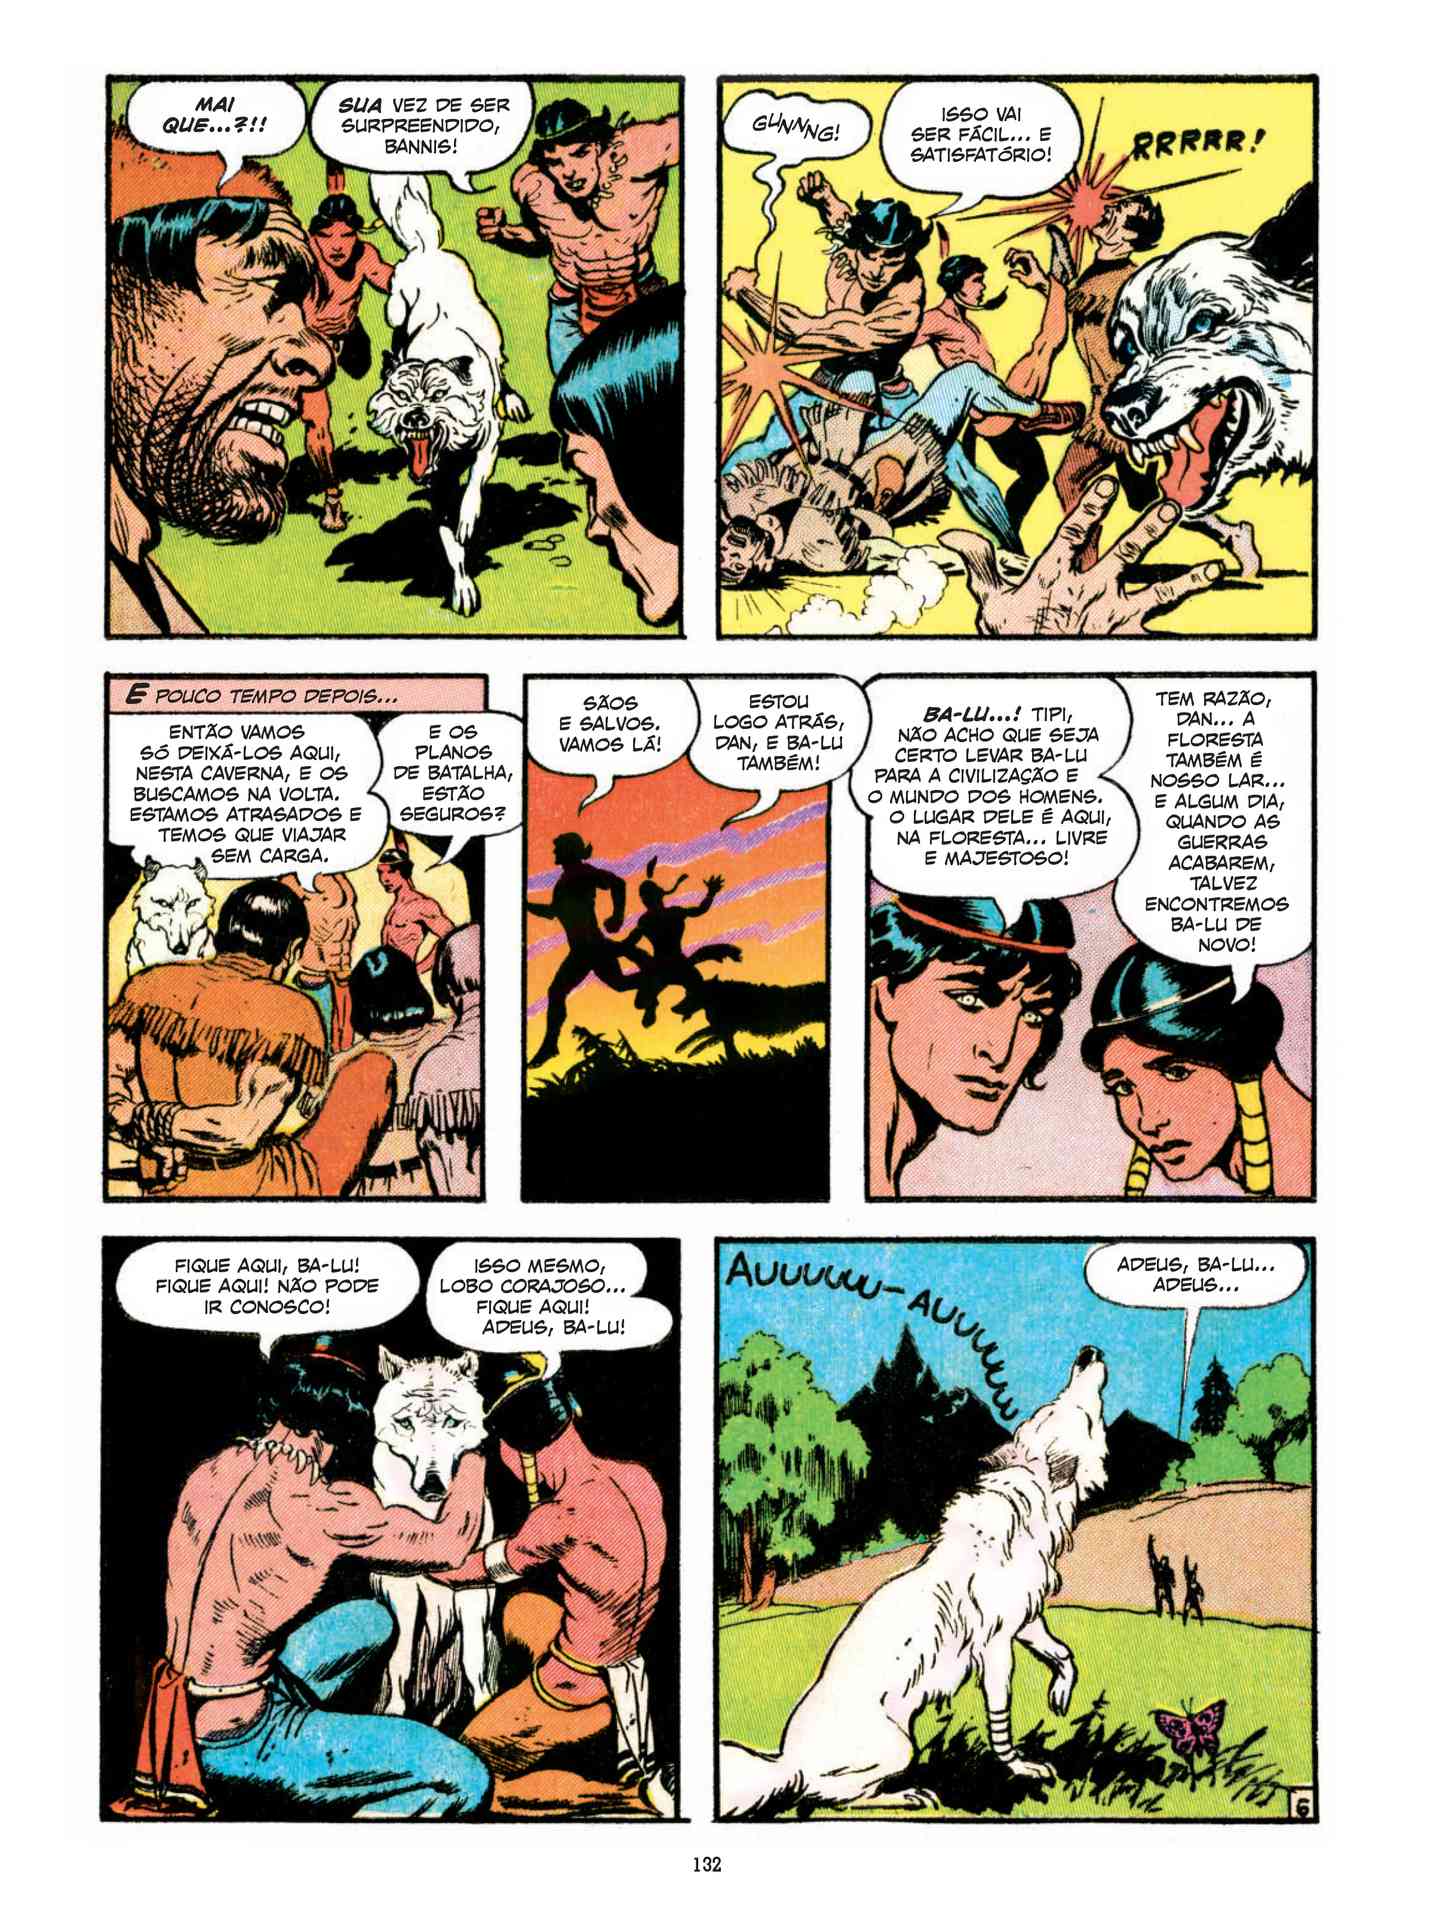 MAI
QUE...?!!
SUA VEZ DE SER
SURPREENDIDO,
BANNIS!
GUNNNG!
ISSO VAI
SER FÁCIL... E
SATISFATÓRIO!
RRRRR!
E POUCO TEMPO DEPOIS...
ENTÃO VAMOS
SÓ DEIXÁ-LOS AQUI,
NESTA CAVERNA, E OS
BUSCAMOS NA VOLTA.
ESTAMOS ATRASADOS E
TEMOS QUE VIAJAR
SEM CARGA.
E OS
PLANOS
DE BATALHA,
ESTÃO
SEGUROS?
SÃOS
E SALVOS.
VAMOS LÁ!
ESTOU
LOGO ATRÁS,
DAN, E BA-LU
TAMBÉM!
BA-LU...! TIPI,
NÃO ACHO QUE SEJA
CERTO LEVAR BA-LU
PARA A CIVILIZAÇÃO E
O MUNDO DOS HOMENS.
O LUGAR DELE É AQUI,
NA FLORESTA... LIVRE
E MAJESTOSO!
TEM RAZÃO,
DAN... A
FLORESTA
TAMBÉM É
NOSSO LAR...
E ALGUM DIA,
QUANDO AS
GUERRAS
ACABAREM,
TALVEZ
ENCONTREMOS
BA-LU DE
NOVO!
FIQUE AQUI, BA-LU!
FIQUE AQUI! NÃO PODE
IR CONOSCO!
ISSO MESMO,
LOBO CORAJOSO...
FIQUE AQUI!
ADEUS, BA-LU!
AUUUUUU-AUUUUUUU
ADEUS, BA-LU...
ADEUS...
6
132